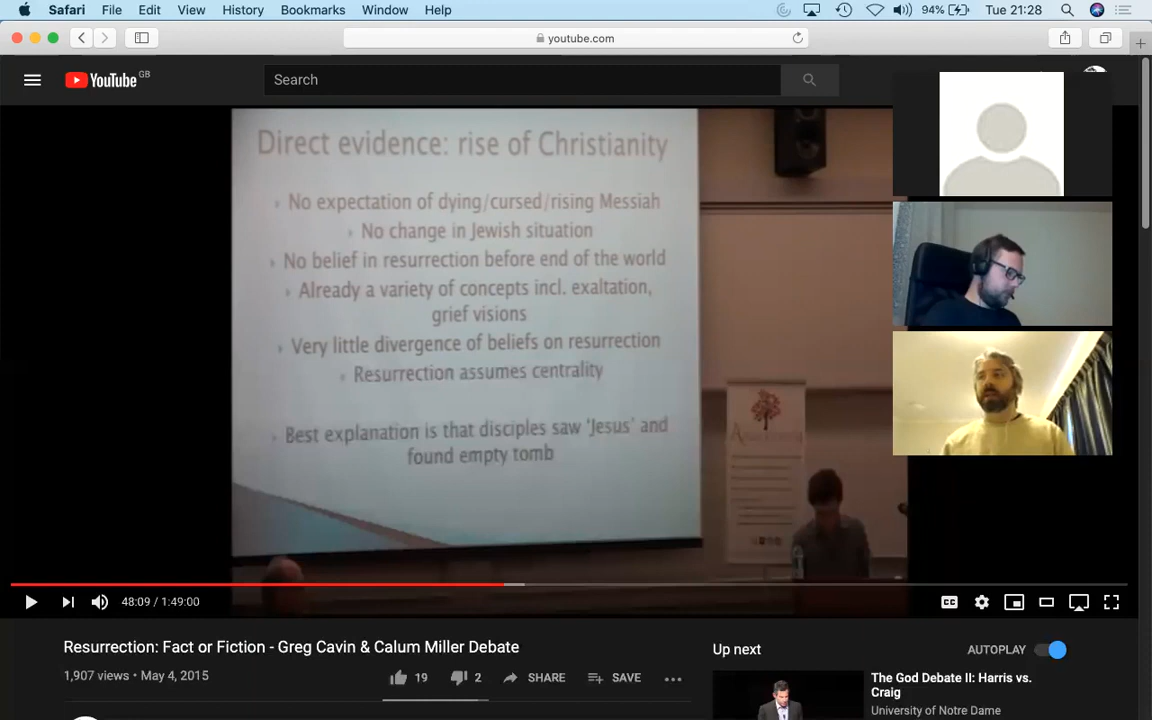 Safari File Edit View History Bookmarks Window Help 94% Tue 21:28
youtube.com
YouTube GB
Search
Direct evidence: rise of Christianity
No expectation of dying/cursed/rising Messiah
No change in Jewish situation
No belief in resurrection before end of the world
Already a variety of concepts incl. exaltation,
grief visions
Very little divergence of beliefs on resurrection
Resurrection assumes centrality
Best explanation is that disciples saw 'Jesus' and
found empty tomb
48:09 / 1:49:00
CC
Resurrection: Fact or Fiction - Greg Cavin & Calum Miller Debate
1,907 views • May 4, 2015
19 2 SHARE SAVE
Up next
AUTOPLAY
The God Debate II: Harris vs.
Craig
University of Notre Dame